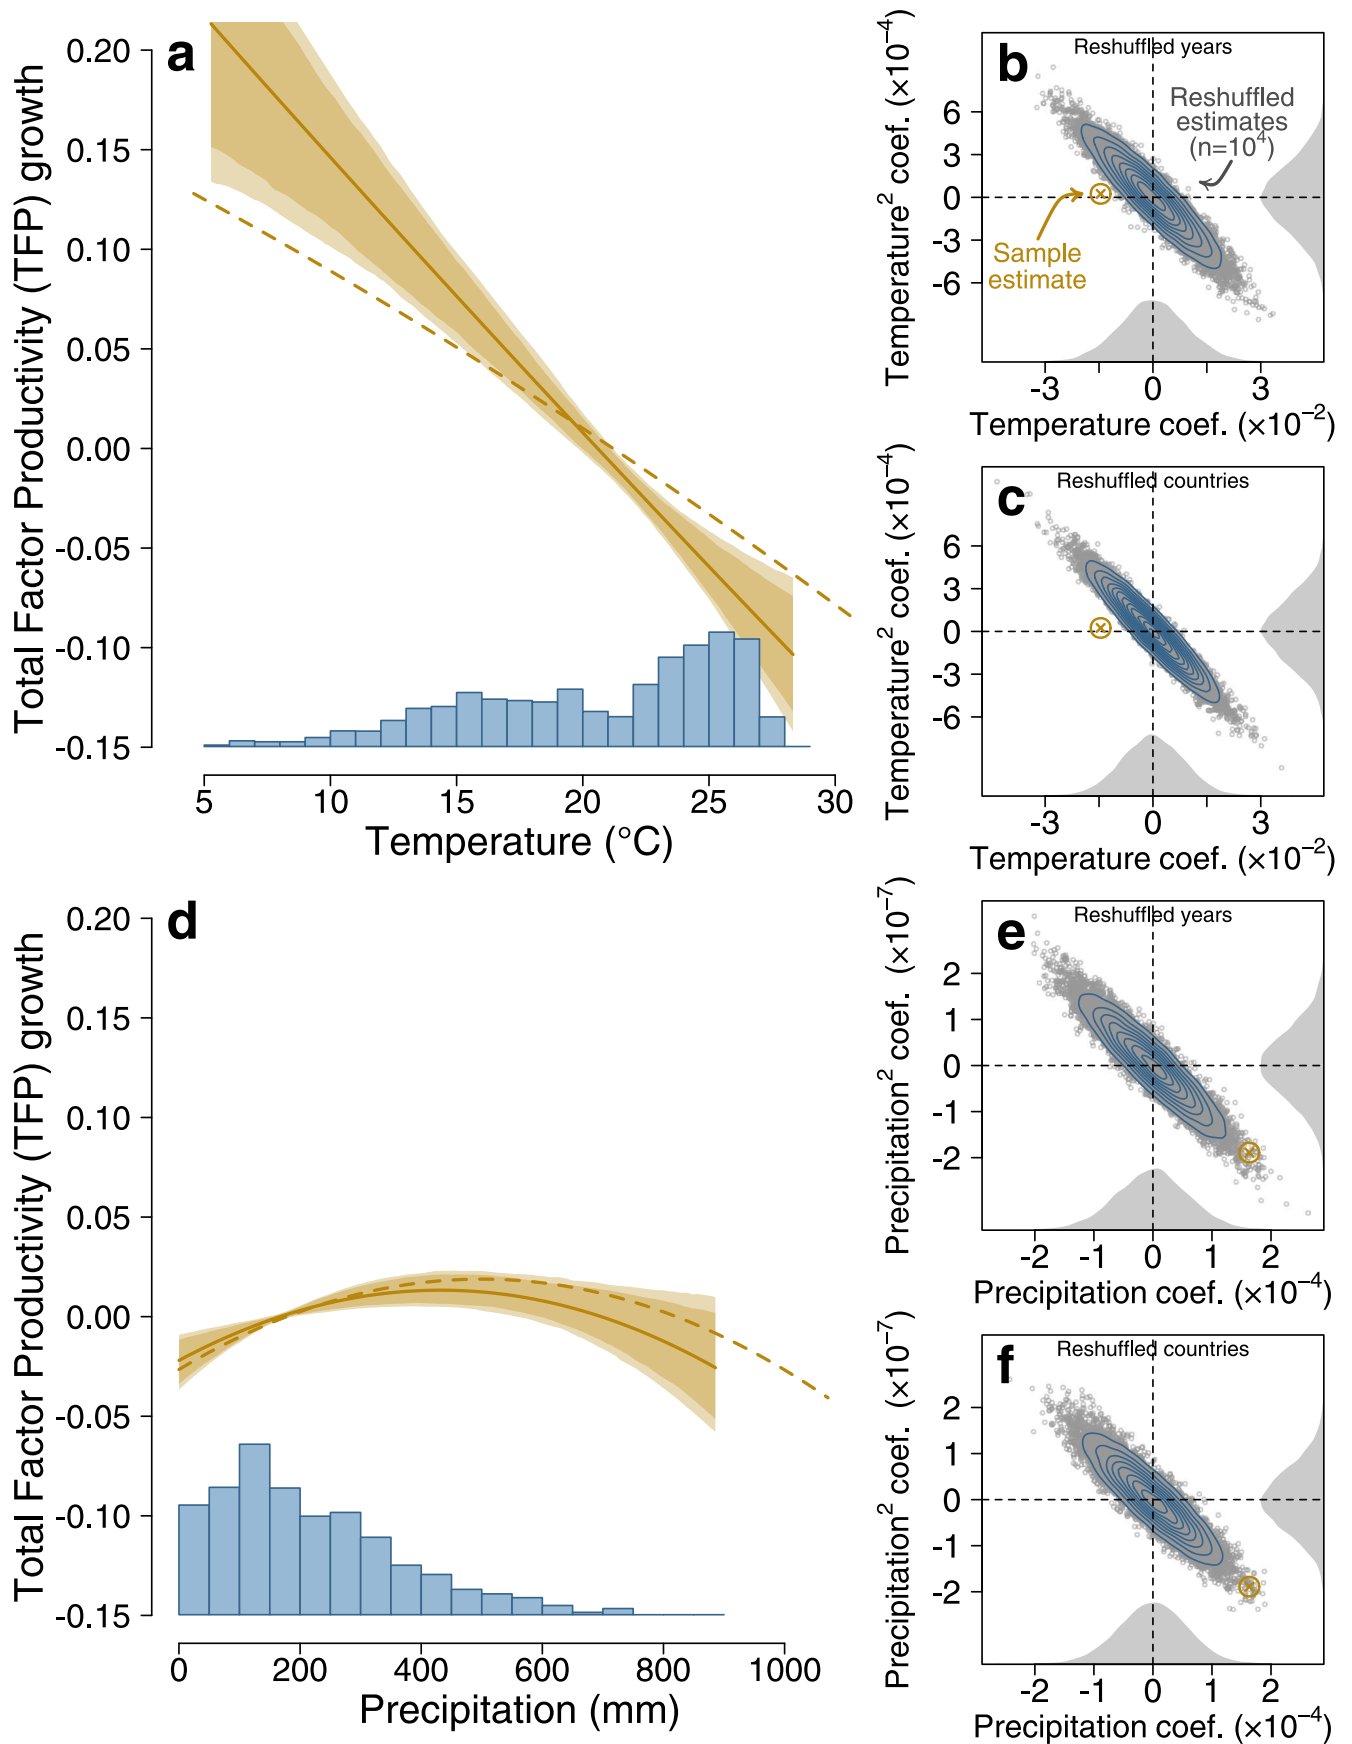 a
Total Factor Productivity (TFP) growth
0.20
0.15
0.10
0.05
0.00
-0.05
-0.10
-0.15
5
10
15
20
25
30
Temperature (°C)
b
Reshuffled years
Reshuffled
estimates
(n=10⁴)
Sample
estimate
Temperature² coef. (×10⁻⁴)
6
3
0
-3
-6
-3
0
3
Temperature coef. (×10⁻²)
c
Reshuffled countries
Temperature² coef. (×10⁻⁴)
6
3
0
-3
-6
-3
0
3
Temperature coef. (×10⁻²)
d
Total Factor Productivity (TFP) growth
0.20
0.15
0.10
0.05
0.00
-0.05
-0.10
-0.15
0
200
400
600
800
1000
Precipitation (mm)
e
Reshuffled years
Precipitation² coef. (×10⁻⁷)
2
1
0
-1
-2
-2
-1
0
1
2
Precipitation coef. (×10⁻⁴)
f
Reshuffled countries
Precipitation² coef. (×10⁻⁷)
2
1
0
-1
-2
-2
-1
0
1
2
Precipitation coef. (×10⁻⁴)